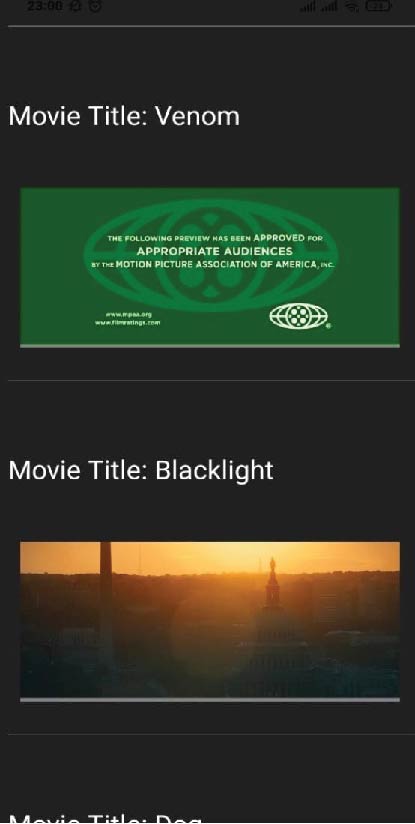 23:00
Movie Title: Venom
THE FOLLOWING PREVIEW HAS BEEN APPROVED FOR
APPROPRIATE AUDIENCES
BY THE MOTION PICTURE ASSOCIATION OF AMERICA, INC.
www.mpaa.org
www.filmratings.com
®
Movie Title: Blacklight
Movie Title: Dog